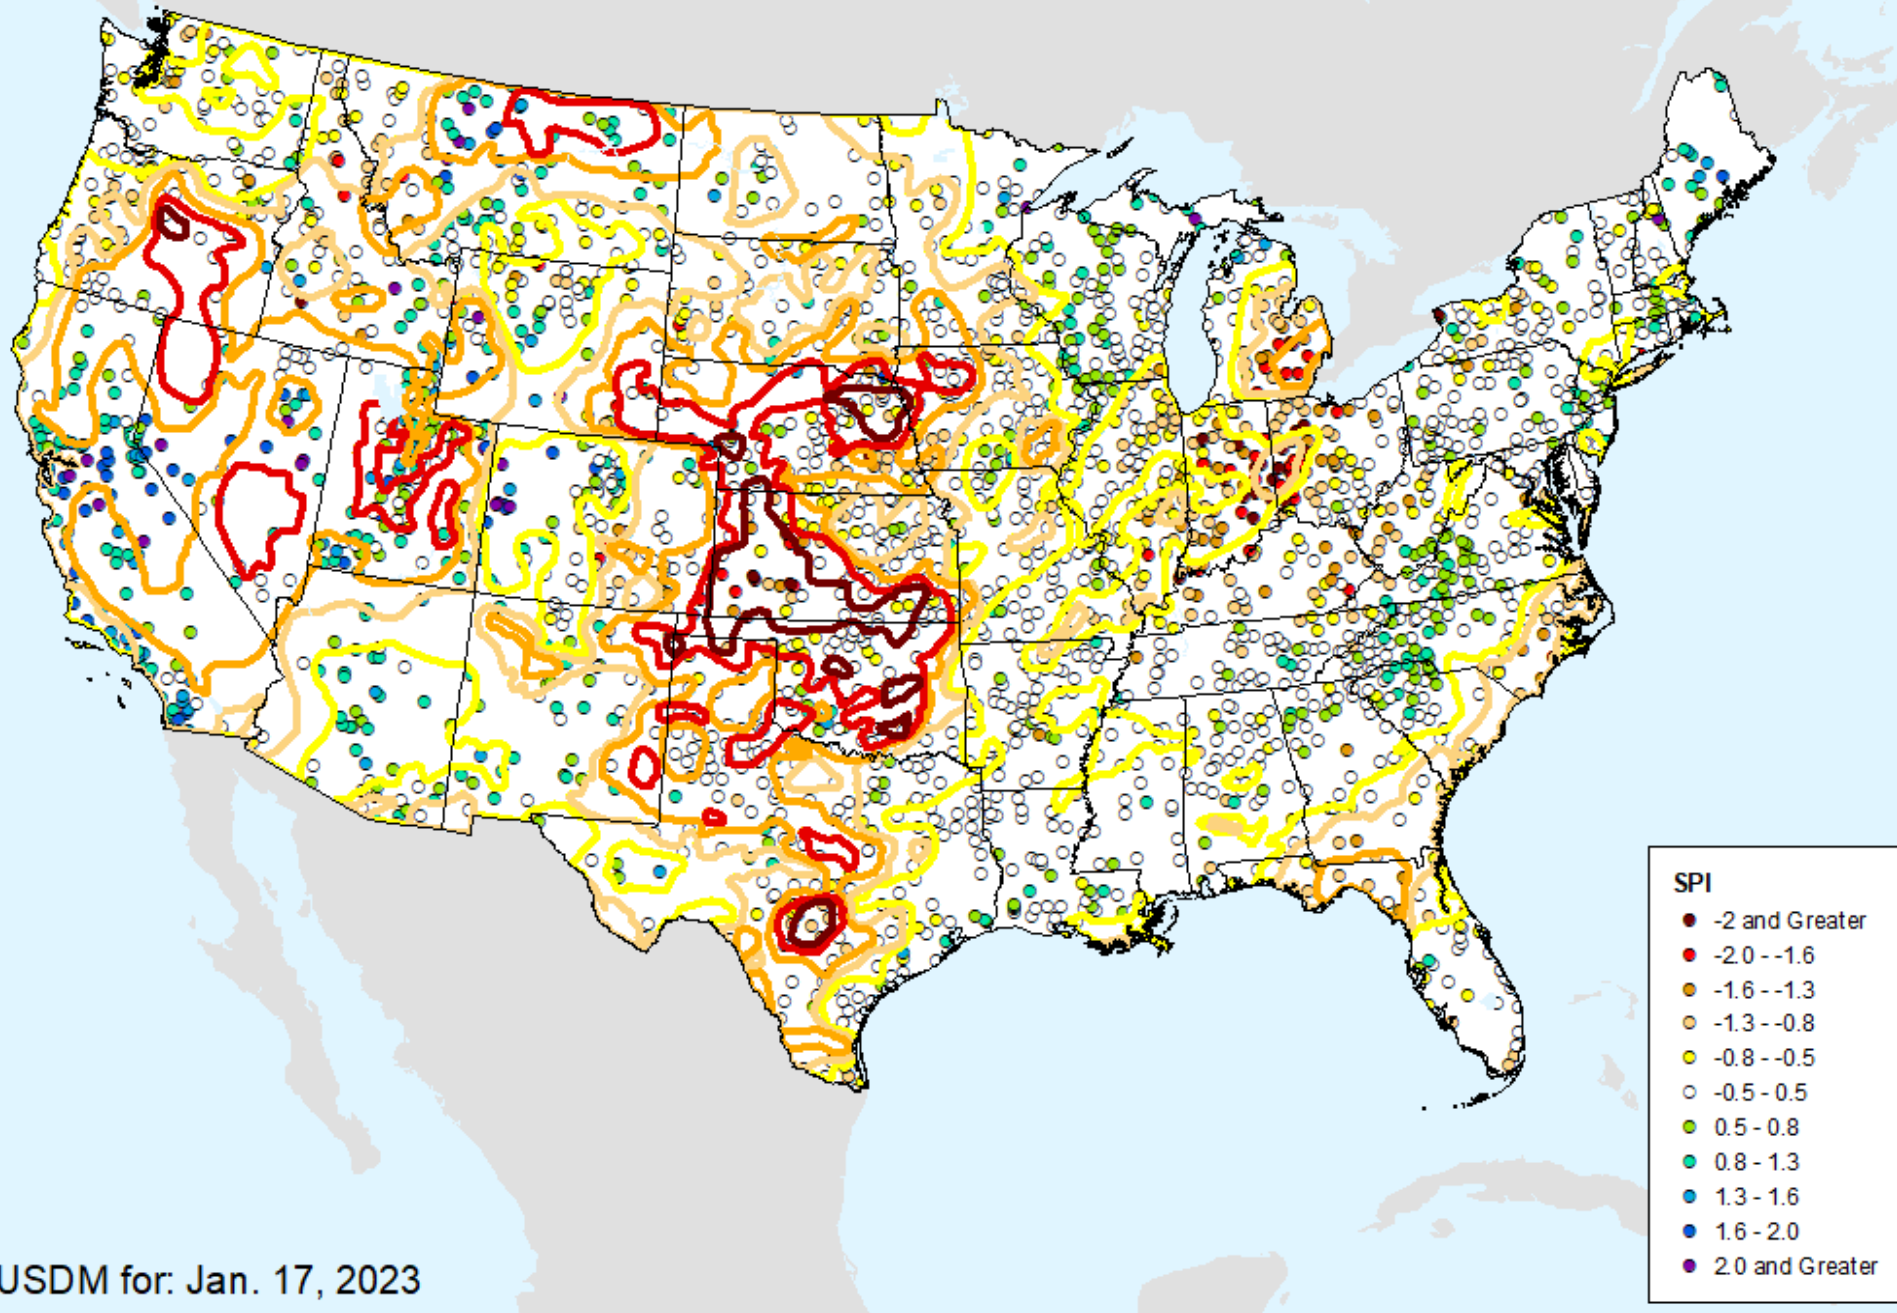 SPI
-2 and Greater
-2.0 - -1.6
-1.6 - -1.3
-1.3 - -0.8
-0.8 - -0.5
-0.5 - 0.5
0.5 - 0.8
0.8 - 1.3
1.3 - 1.6
1.6 - 2.0
2.0 and Greater
USDM for: Jan. 17, 2023